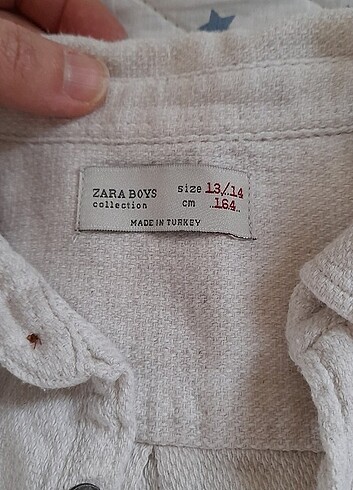 ZARA BOYS size 13/14
collection cm 164
MADE IN TURKEY